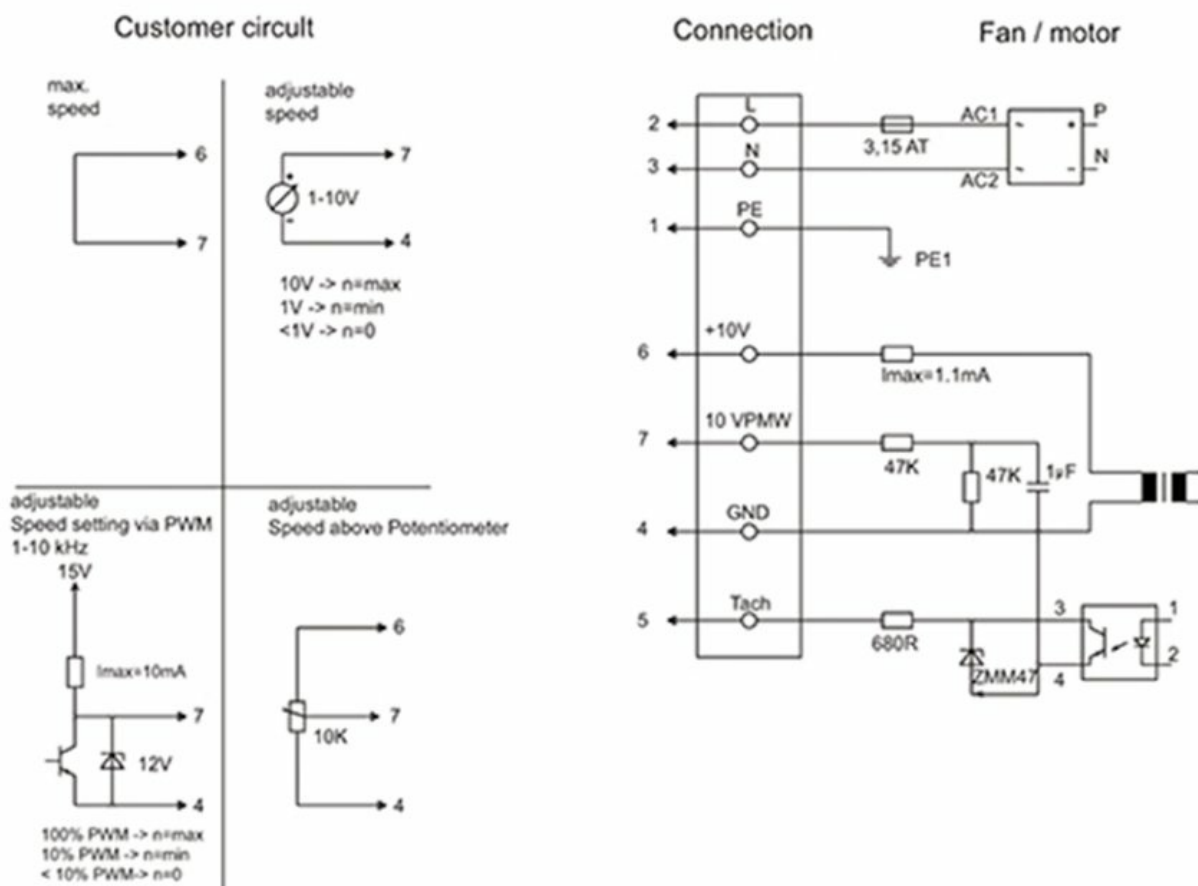 Customer circult
max.
speed
6
7
adjustable
speed
7
+
1-10V
-
4
10V -> n=max
1V -> n=min
<1V -> n=0
adjustable
Speed setting via PWM
1-10 kHz
15V
Imax=10mA
7
12V
4
100% PWM -> n=max
10% PWM -> n=min
< 10% PWM-> n=0
adjustable
Speed above Potentiometer
6
7
10K
4
Connection
Fan / motor
L
2
3,15 AT
AC1
~
+
P
N
3
AC2
~
-
N
PE
1
PE1
+10V
6
Imax=1.1mA
10 VPMW
7
47K
47K
1µF
GND
4
Tach
5
680R
ZMM47
3
4
1
2